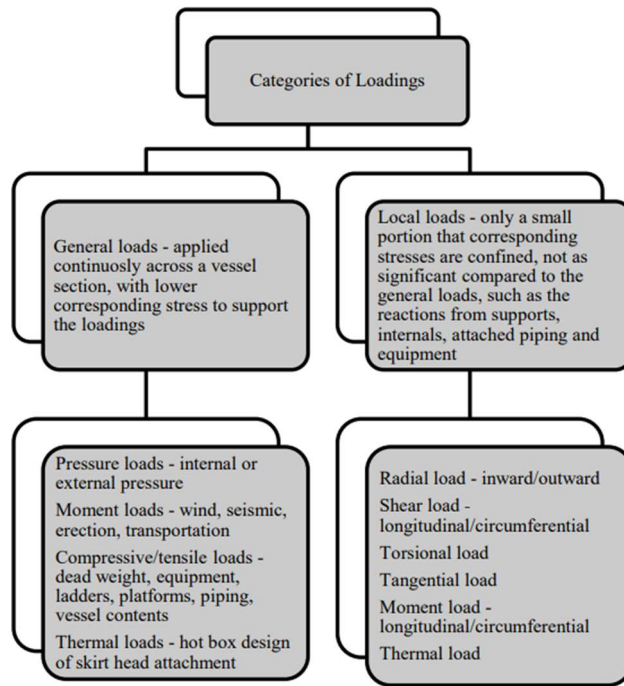 Categories of Loadings
General loads - applied
continuosly across a vessel
section, with lower
corresponding stress to support
the loadings
Local loads - only a small
portion that corresponding
stresses are confined, not as
significant compared to the
general loads, such as the
reactions from supports,
internals, attached piping and
equipment
Pressure loads - internal or
external pressure
Moment loads - wind, seismic,
erection, transportation
Compressive/tensile loads -
dead weight, equipment,
ladders, platforms, piping,
vessel contents
Thermal loads - hot box design
of skirt head attachment
Radial load - inward/outward
Shear load -
longitudinal/circumferential
Torsional load
Tangential load
Moment load -
longitudinal/circumferential
Thermal load